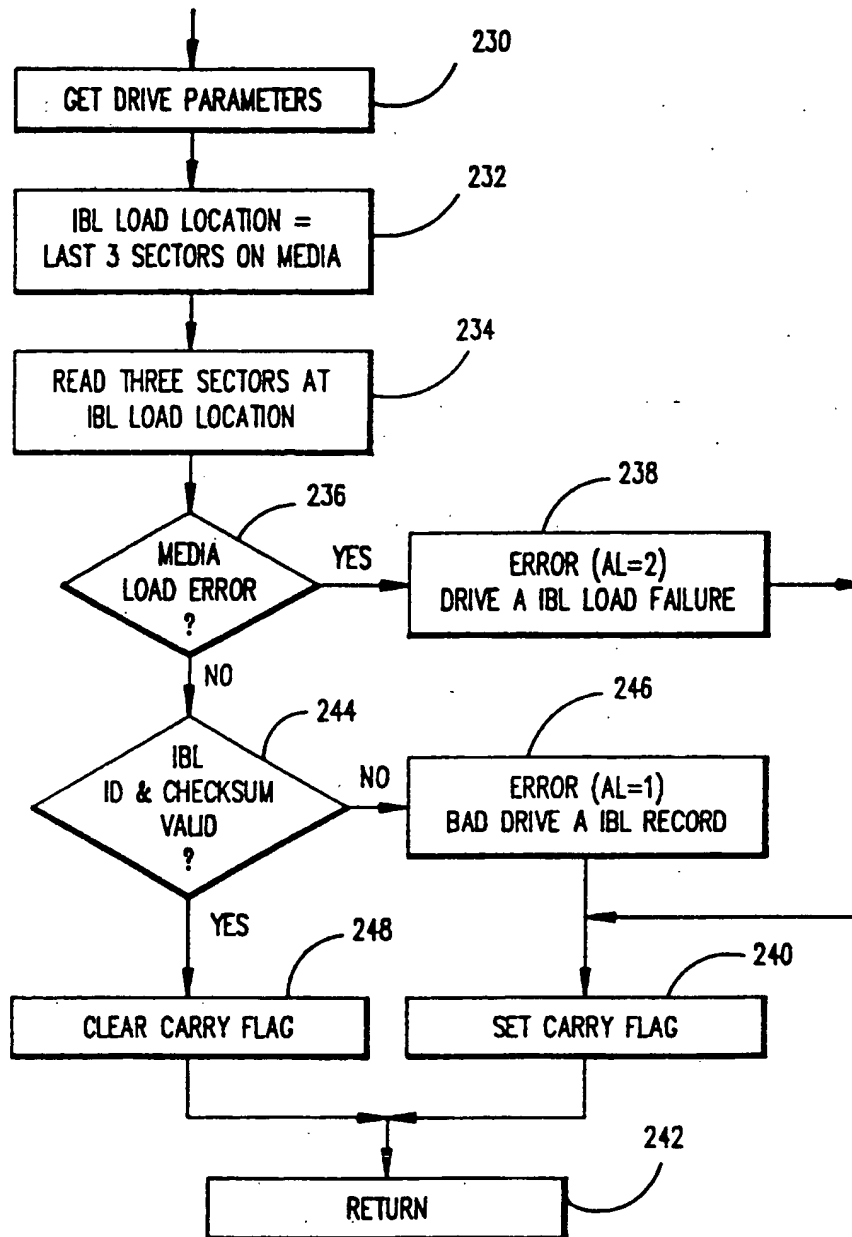 230
GET DRIVE PARAMETERS
232
IBL LOAD LOCATION =
LAST 3 SECTORS ON MEDIA
234
READ THREE SECTORS AT
IBL LOAD LOCATION
236
MEDIA
LOAD ERROR
?
YES
238
ERROR (AL=2)
DRIVE A IBL LOAD FAILURE
NO
244
IBL
ID & CHECKSUM
VALID
?
NO
246
ERROR (AL=1)
BAD DRIVE A IBL RECORD
YES
248
CLEAR CARRY FLAG
240
SET CARRY FLAG
242
RETURN